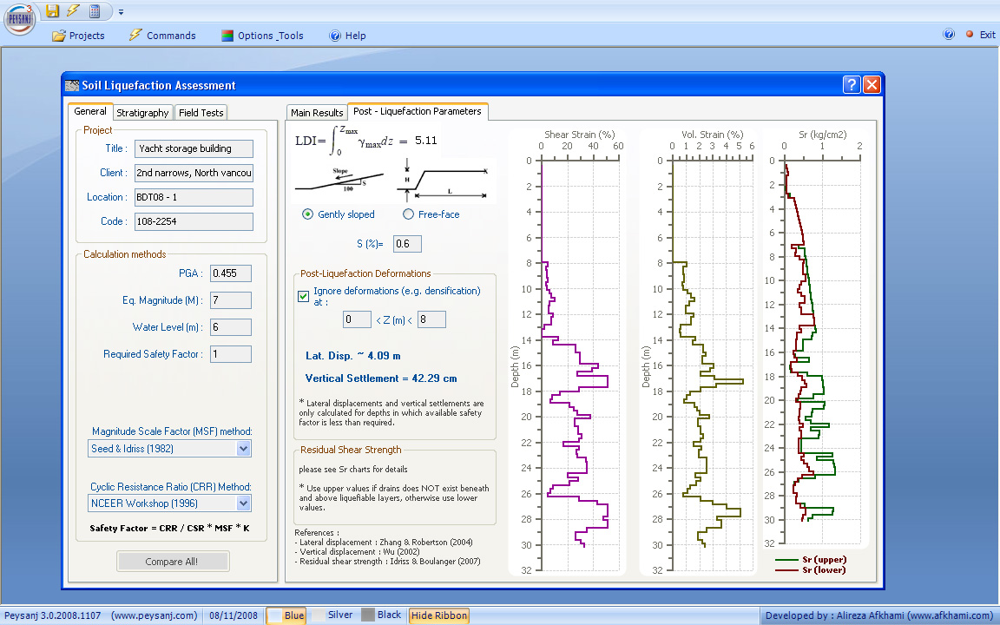 PEYSANJ 3
Projects Commands Options _Tools Help Exit
Soil Liquefaction Assessment
General Stratigraphy Field Tests
Project
Title : Yacht storage building
Client : 2nd narrows, North vancou
Location : BDT08 - 1
Code : 108-2254
Calculation methods
PGA : 0.455
Eq. Magnitude (M) : 7
Water Level (m) : 6
Required Safety Factor : 1
Magnitude Scale Factor (MSF) method:
Seed & Idriss (1982)
Cyclic Resistance Ratio (CRR) Method:
NCEER Workshop (1996)
Safety Factor = CRR / CSR * MSF * K
Compare All!
Main Results Post - Liquefaction Parameters
LDI= ∫0^Zmax γmax dz = 5.11
Slope S 100 H L X
Gently sloped Free-face
S (%)= 0.6
Post-Liquefaction Deformations
Ignore deformations (e.g. densification)
at :
0 < Z (m) < 8
Lat. Disp. ~ 4.09 m
Vertical Settlement = 42.29 cm
* Lateral displacements and vertical settlements are
only calculated for depths in which available safety
factor is less than required.
Residual Shear Strength
please see Sr charts for details
* Use upper values if drains does NOT exist beneath
and above liquefiable layers, otherwise use lower
values.
References :
- Lateral displacement : Zhang & Robertson (2004)
- Vertical displacement : Wu (2002)
- Residual shear strength : Idriss & Boulanger (2007)
Shear Strain (%)
0 20 40 60
0
2
4
6
8
10
12
14
16
18
20
22
24
26
28
30
32
Depth (m)
Vol. Strain (%)
0 1 2 3 4 5 6
0
2
4
6
8
10
12
14
16
18
20
22
24
26
28
30
32
Depth (m)
Sr (kg/cm2)
0 1 2
0
2
4
6
8
10
12
14
16
18
20
22
24
26
28
30
32
Sr (upper)
Sr (lower)
Peysanj 3.0.2008.1107 (www.peysanj.com) 08/11/2008 Blue Silver Black Hide Ribbon Developed by : Alireza Afkhami (www.afkhami.com)